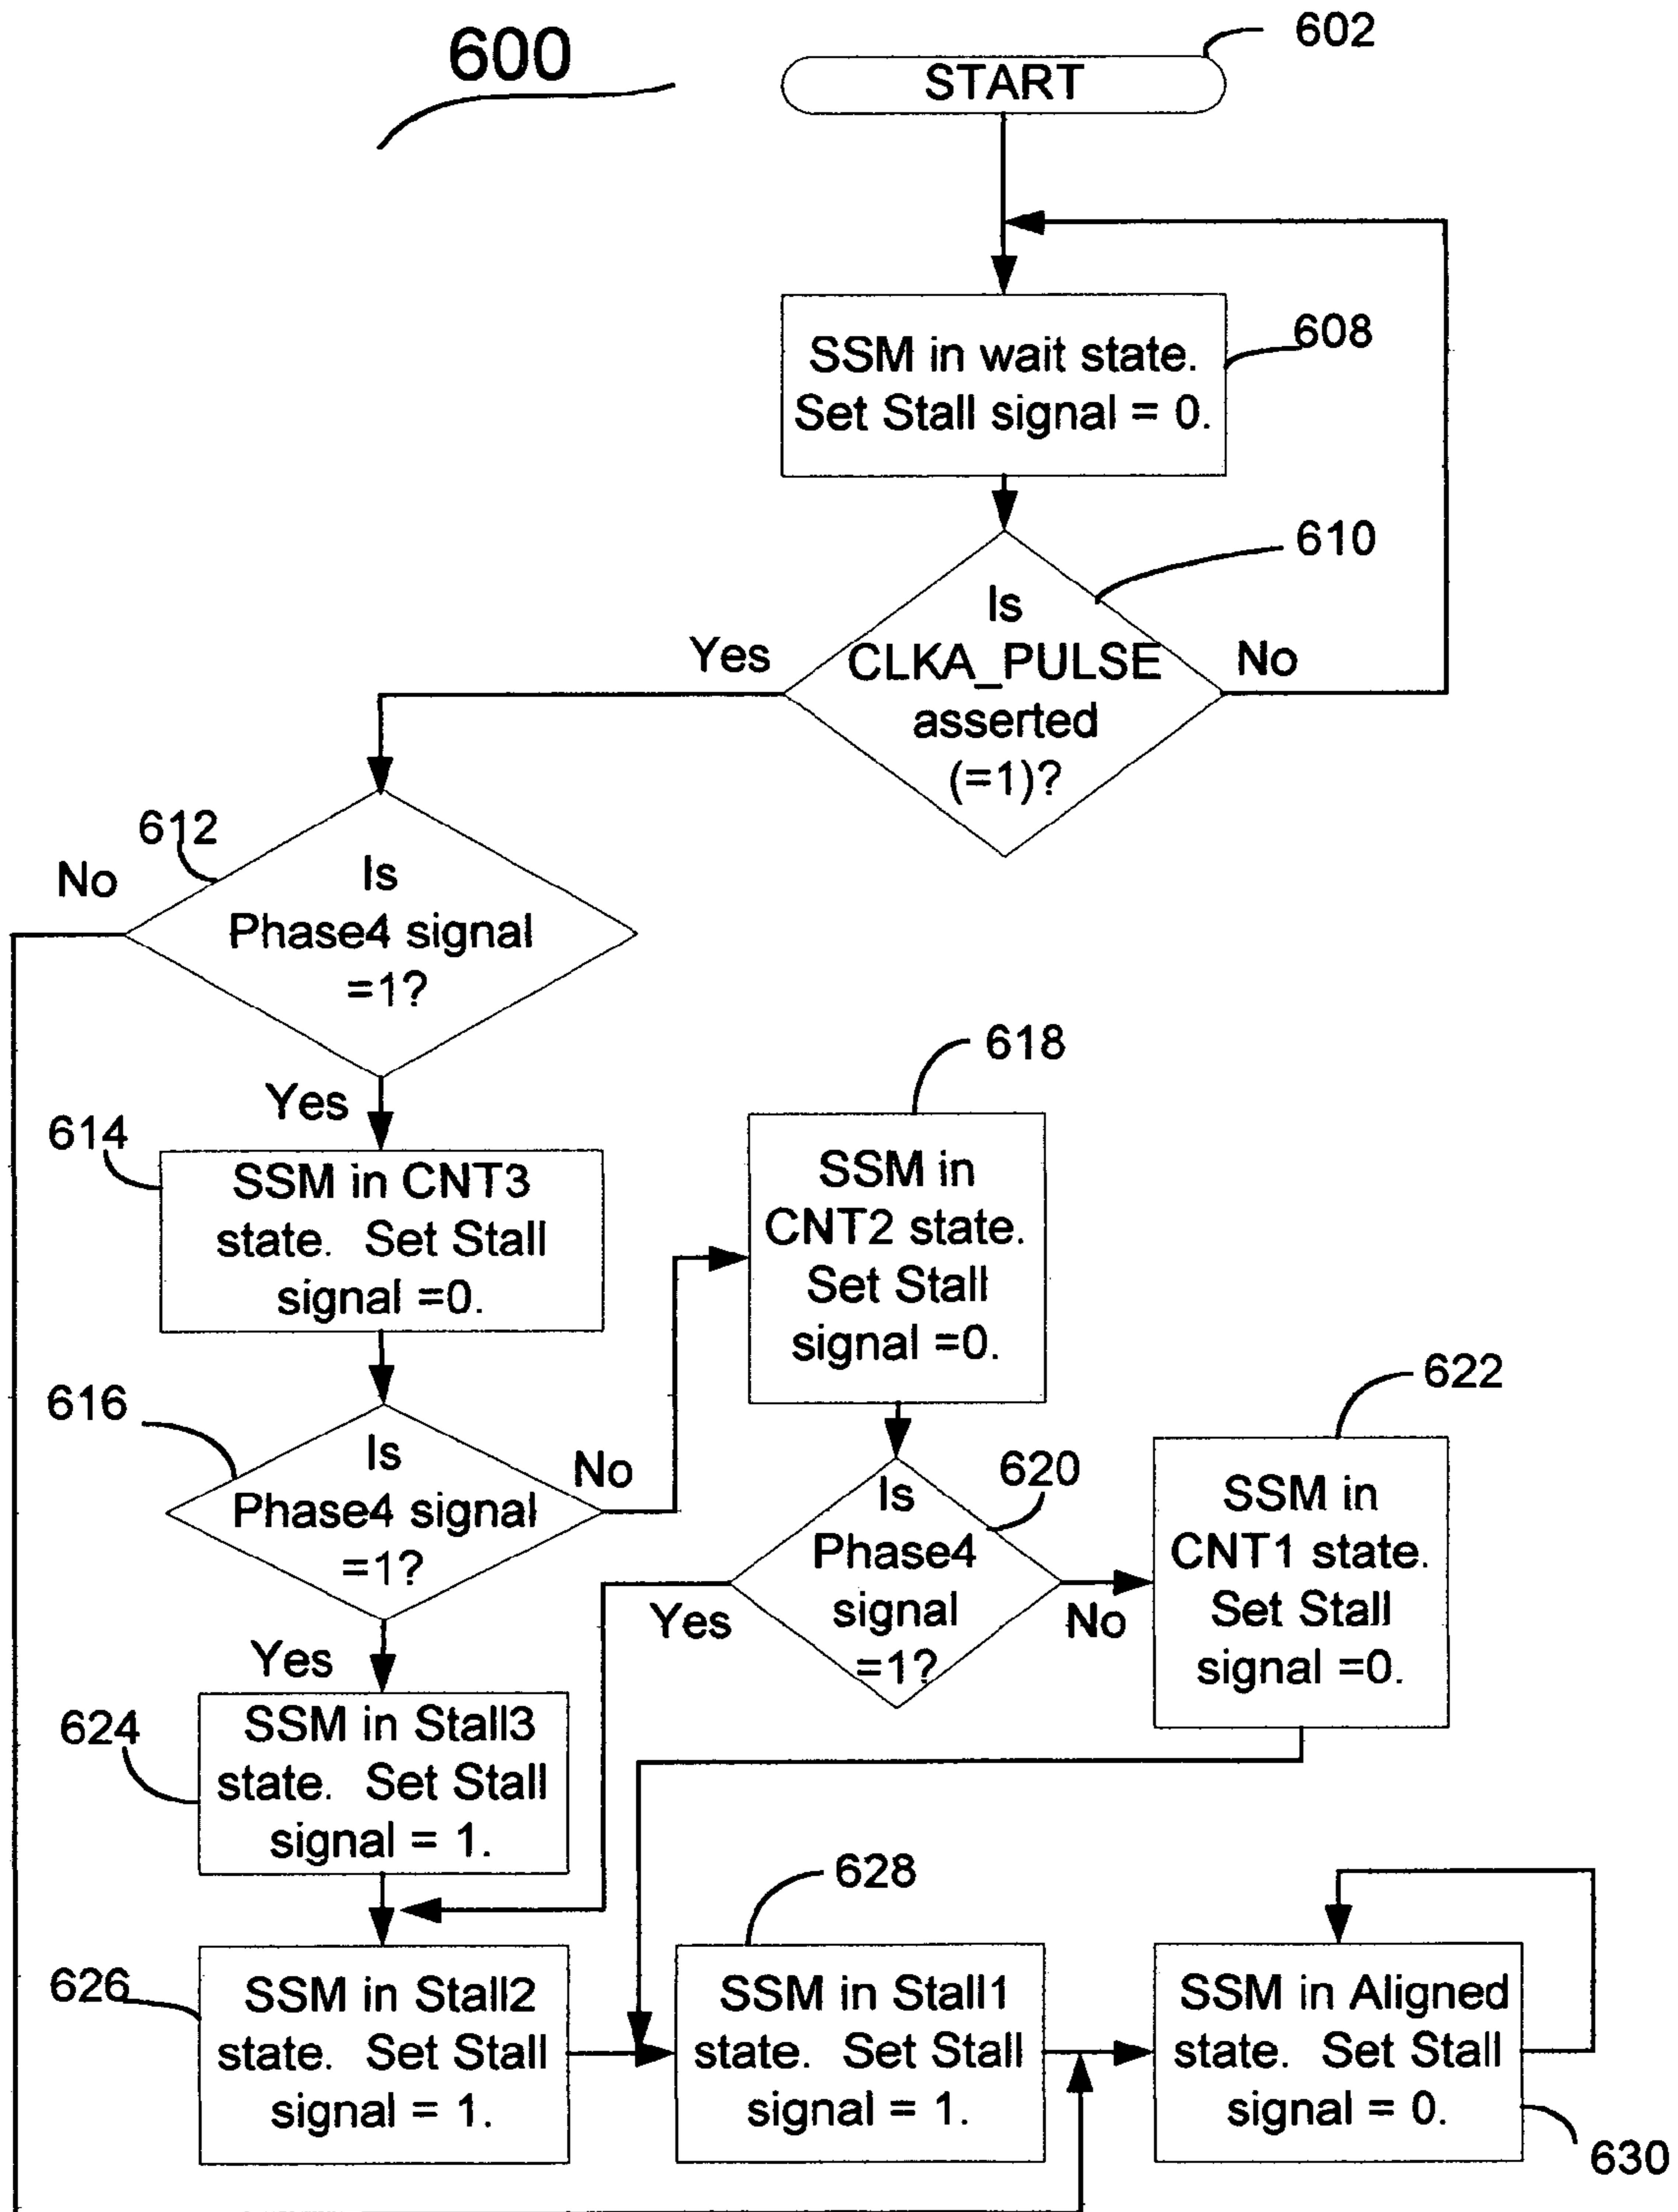 600
602
START
608
SSM in wait state.
Set Stall signal = 0.
610
Is
CLKA_PULSE
asserted
(=1)?
Yes
No
612
No
Is
Phase4 signal
=1?
Yes
614
SSM in CNT3
state. Set Stall
signal =0.
618
SSM in
CNT2 state.
Set Stall
signal =0.
616
Is
Phase4 signal
=1?
No
Yes
620
Is
Phase4
signal
=1?
Yes
No
622
SSM in
CNT1 state.
Set Stall
signal =0.
624
SSM in Stall3
state. Set Stall
signal = 1.
626
SSM in Stall2
state. Set Stall
signal = 1.
628
SSM in Stall1
state. Set Stall
signal = 1.
SSM in Aligned
state. Set Stall
signal = 0.
630